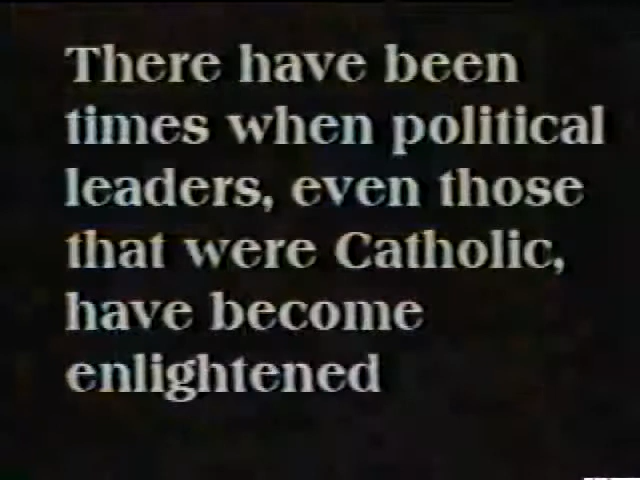 There have been
times when political
leaders, even those
that were Catholic,
have become
enlightened